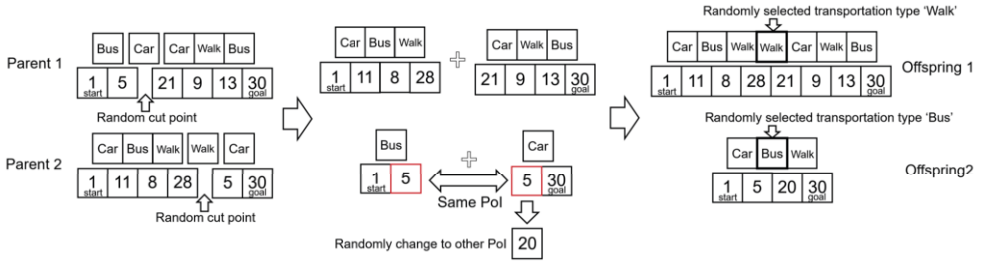 Parent 1
Bus Car Car Walk Bus
1 5 21 9 13 30
start goal
Random cut point
Parent 2
Car Bus Walk Walk Car
1 11 8 28 5 30
start goal
Random cut point
Car Bus Walk
1 11 8 28
start
Car Walk Bus
21 9 13 30
goal
Bus
1 5
start
Car
5 30
goal
Same PoI
Randomly change to other PoI 20
Randomly selected transportation type ‘Walk’
Car Bus Walk Walk Car Walk Bus
1 11 8 28 21 9 13 30
start goal
Offspring 1
Randomly selected transportation type ‘Bus’
Car Bus Walk
1 5 20 30
start goal
Offspring2